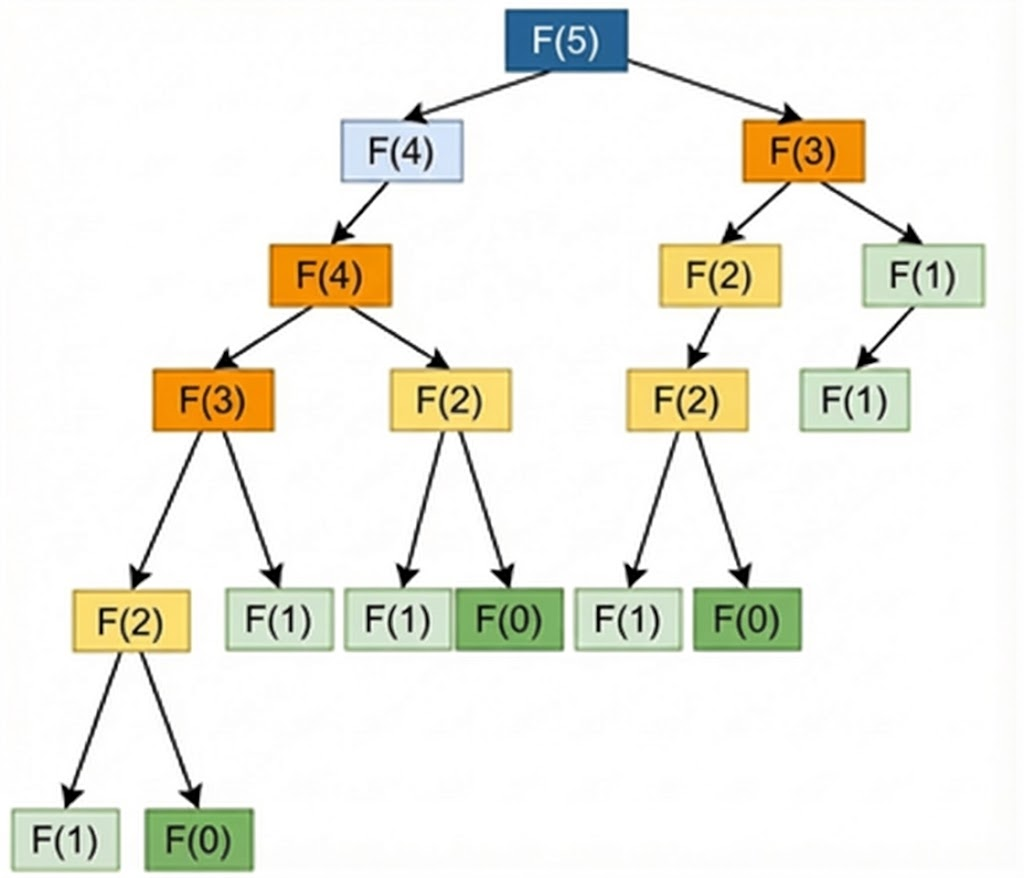 F(5)
F(4) F(3)
F(4) F(2) F(1)
F(3) F(2) F(2) F(1)
F(2) F(1) F(1) F(0) F(1) F(0)
F(1) F(0)